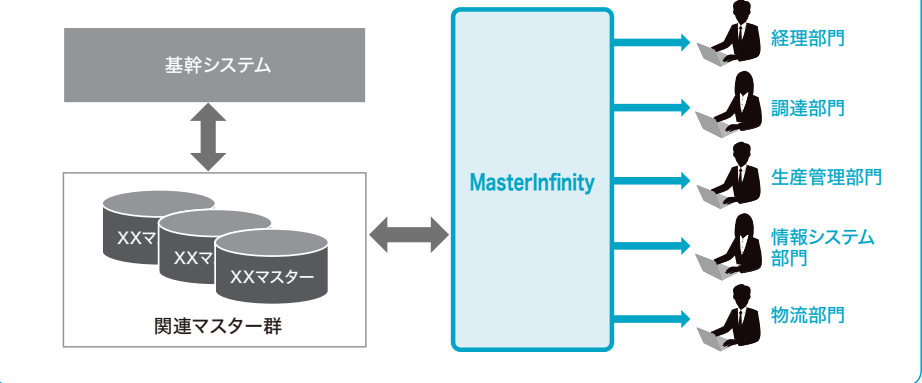 基幹システム
XXマ
XXマ
XXマスター
関連マスター群
MasterInfinity
経理部門
調達部門
生産管理部門
情報システム
部門
物流部門